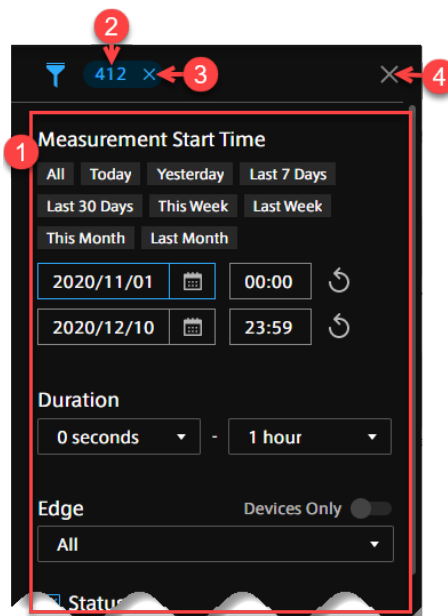 2
412 × 3 × 4
1
Measurement Start Time
All Today Yesterday Last 7 Days
Last 30 Days This Week Last Week
This Month Last Month
2020/11/01 00:00
2020/12/10 23:59
Duration
0 seconds - 1 hour
Edge Devices Only
All
Status